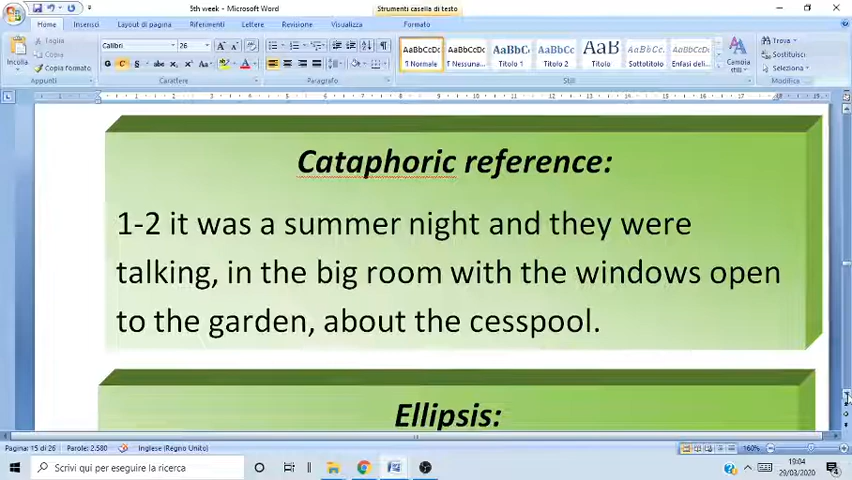 5th week - Microsoft Word
Strumenti casella di testo
Home Inserisci Layout di pagina Riferimenti Lettere Revisione Visualizza Formato
Incolla
Taglia
Copia
Copia formato
Appunti
Calibri 26
Carattere
Paragrafo
AaBbCcDc AaBbCcDc AaBbC AaBbCc AaB AaBbCc. AaBbCcDc
¶ Normale ¶ Nessuna... Titolo 1 Titolo 2 Titolo Sottotitolo Enfasi deli...
Cambia stili
Stili
Trova
Sostituisci
Seleziona
Modifica
Cataphoric reference:
1-2 it was a summer night and they were
talking, in the big room with the windows open
to the garden, about the cesspool.
Ellipsis:
Pagina: 15 di 26 Parole: 2.580 Inglese (Regno Unito) 160%
Scrivi qui per eseguire la ricerca
19:04
29/03/2020